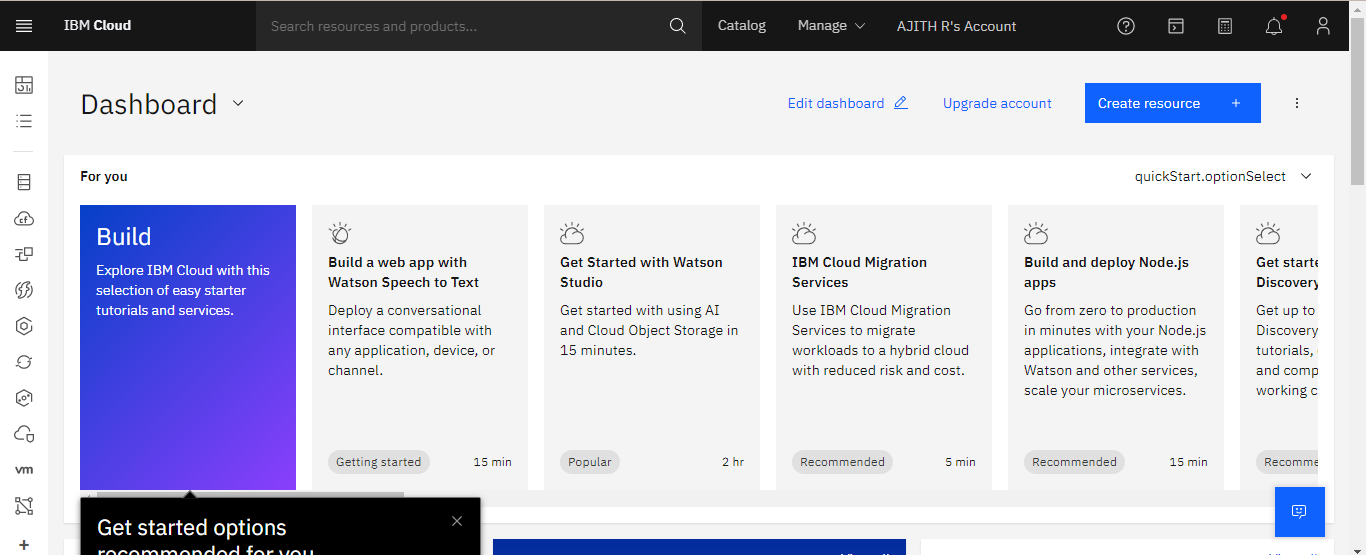 IBM Cloud
Search resources and products...
Catalog
Manage
AJITH R's Account
Dashboard
Edit dashboard
Upgrade account
Create resource +
For you
quickStart.optionSelect
Build
Explore IBM Cloud with this
selection of easy starter
tutorials and services.
Build a web app with
Watson Speech to Text
Deploy a conversational
interface compatible with
any application, device, or
channel.
Getting started
15 min
Get Started with Watson
Studio
Get started with using AI
and Cloud Object Storage in
15 minutes.
Popular
2 hr
IBM Cloud Migration
Services
Use IBM Cloud Migration
Services to migrate
workloads to a hybrid cloud
with reduced risk and cost.
Recommended
5 min
Build and deploy Node.js
apps
Go from zero to production
in minutes with your Node.js
applications, integrate with
Watson and other services,
scale your microservices.
Recommended
15 min
Get starte
Discovery
Get up to
Discovery
tutorials,
and comp
working c
Recomme
cf
vm
Get started options
recommended for you